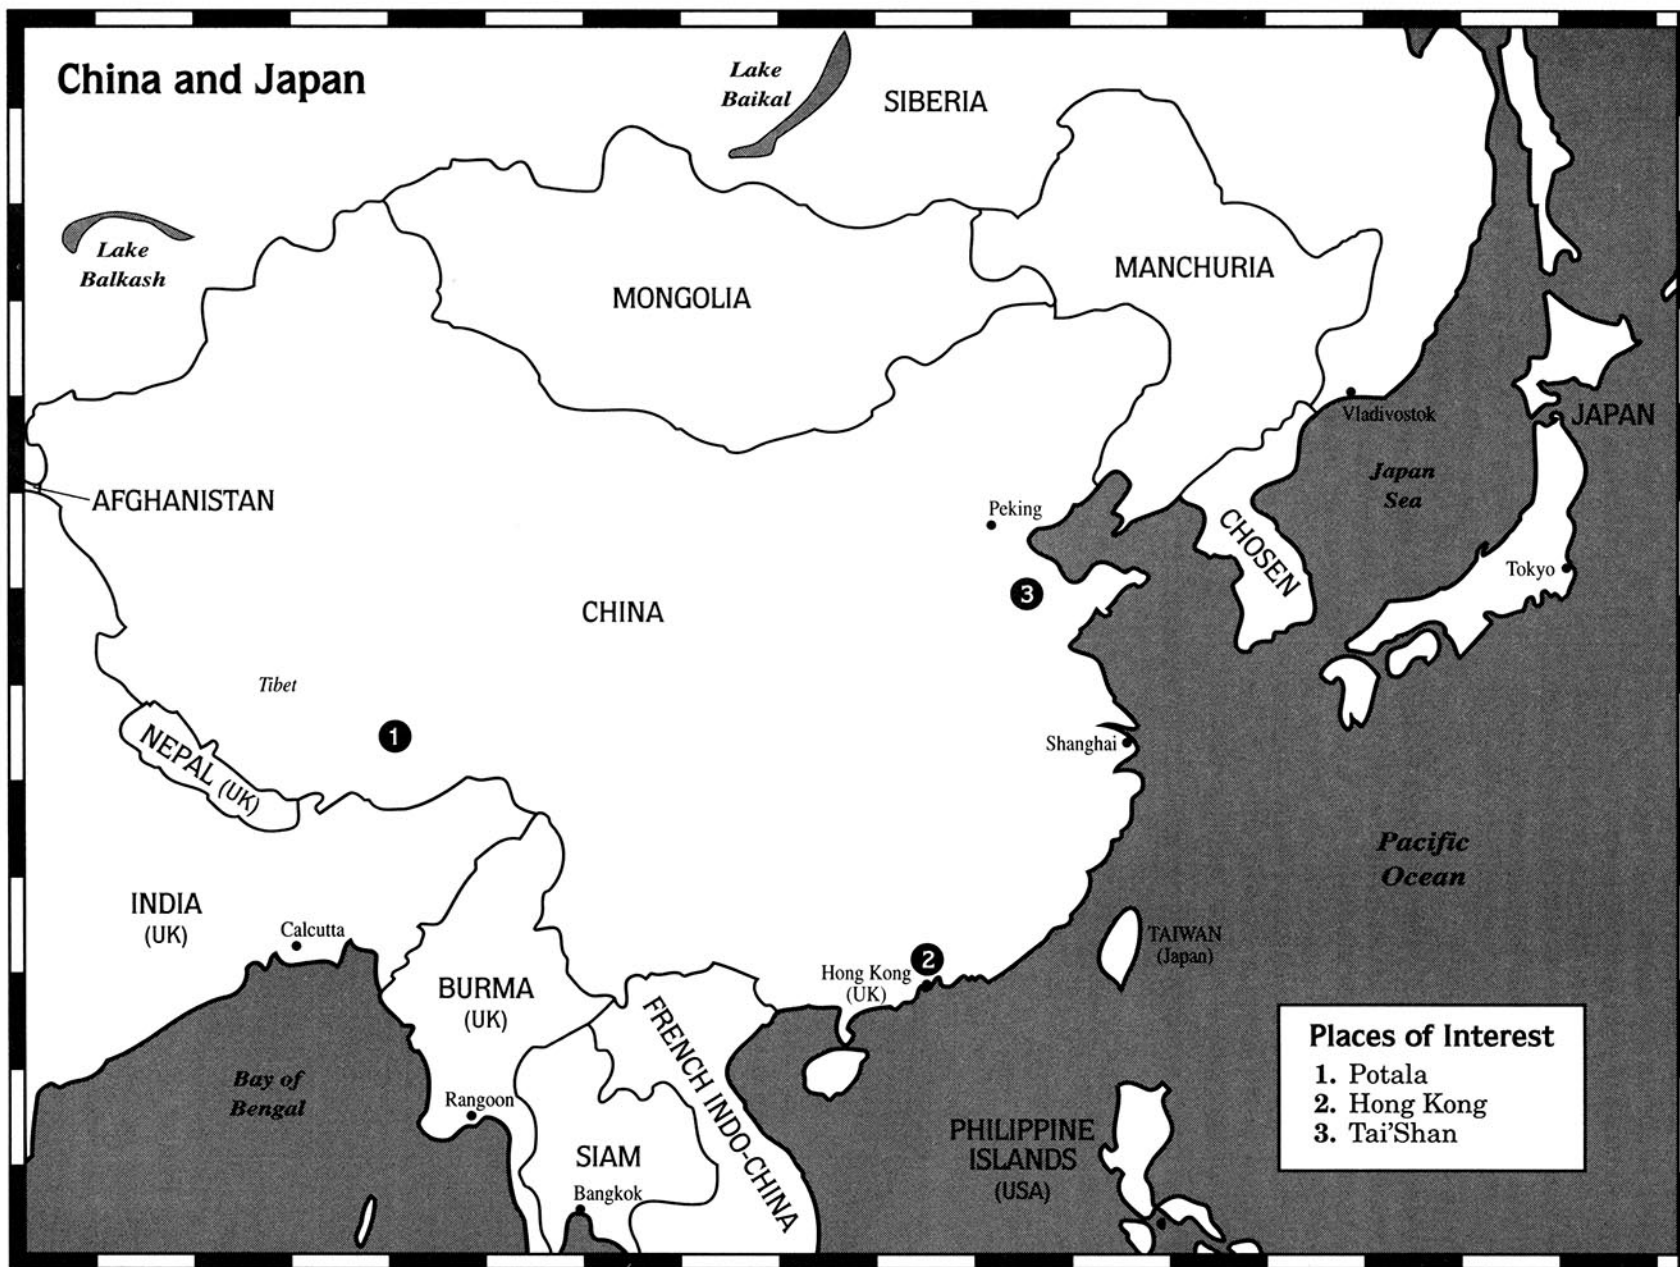 China and Japan
Lake
Baikal
SIBERIA
Lake
Balkash
MONGOLIA
MANCHURIA
Vladivostok
JAPAN
Japan
Sea
AFGHANISTAN
Peking
CHOSEN
Tokyo
3
CHINA
Tibet
1
NEPAL (UK)
Shanghai
Pacific
Ocean
INDIA
(UK)
Calcutta
TAIWAN
(Japan)
2
Hong Kong
(UK)
BURMA
(UK)
FRENCH INDO-CHINA
Bay of
Bengal
Rangoon
SIAM
Bangkok
PHILIPPINE
ISLANDS
(USA)
Places of Interest
1. Potala
2. Hong Kong
3. Tai'Shan